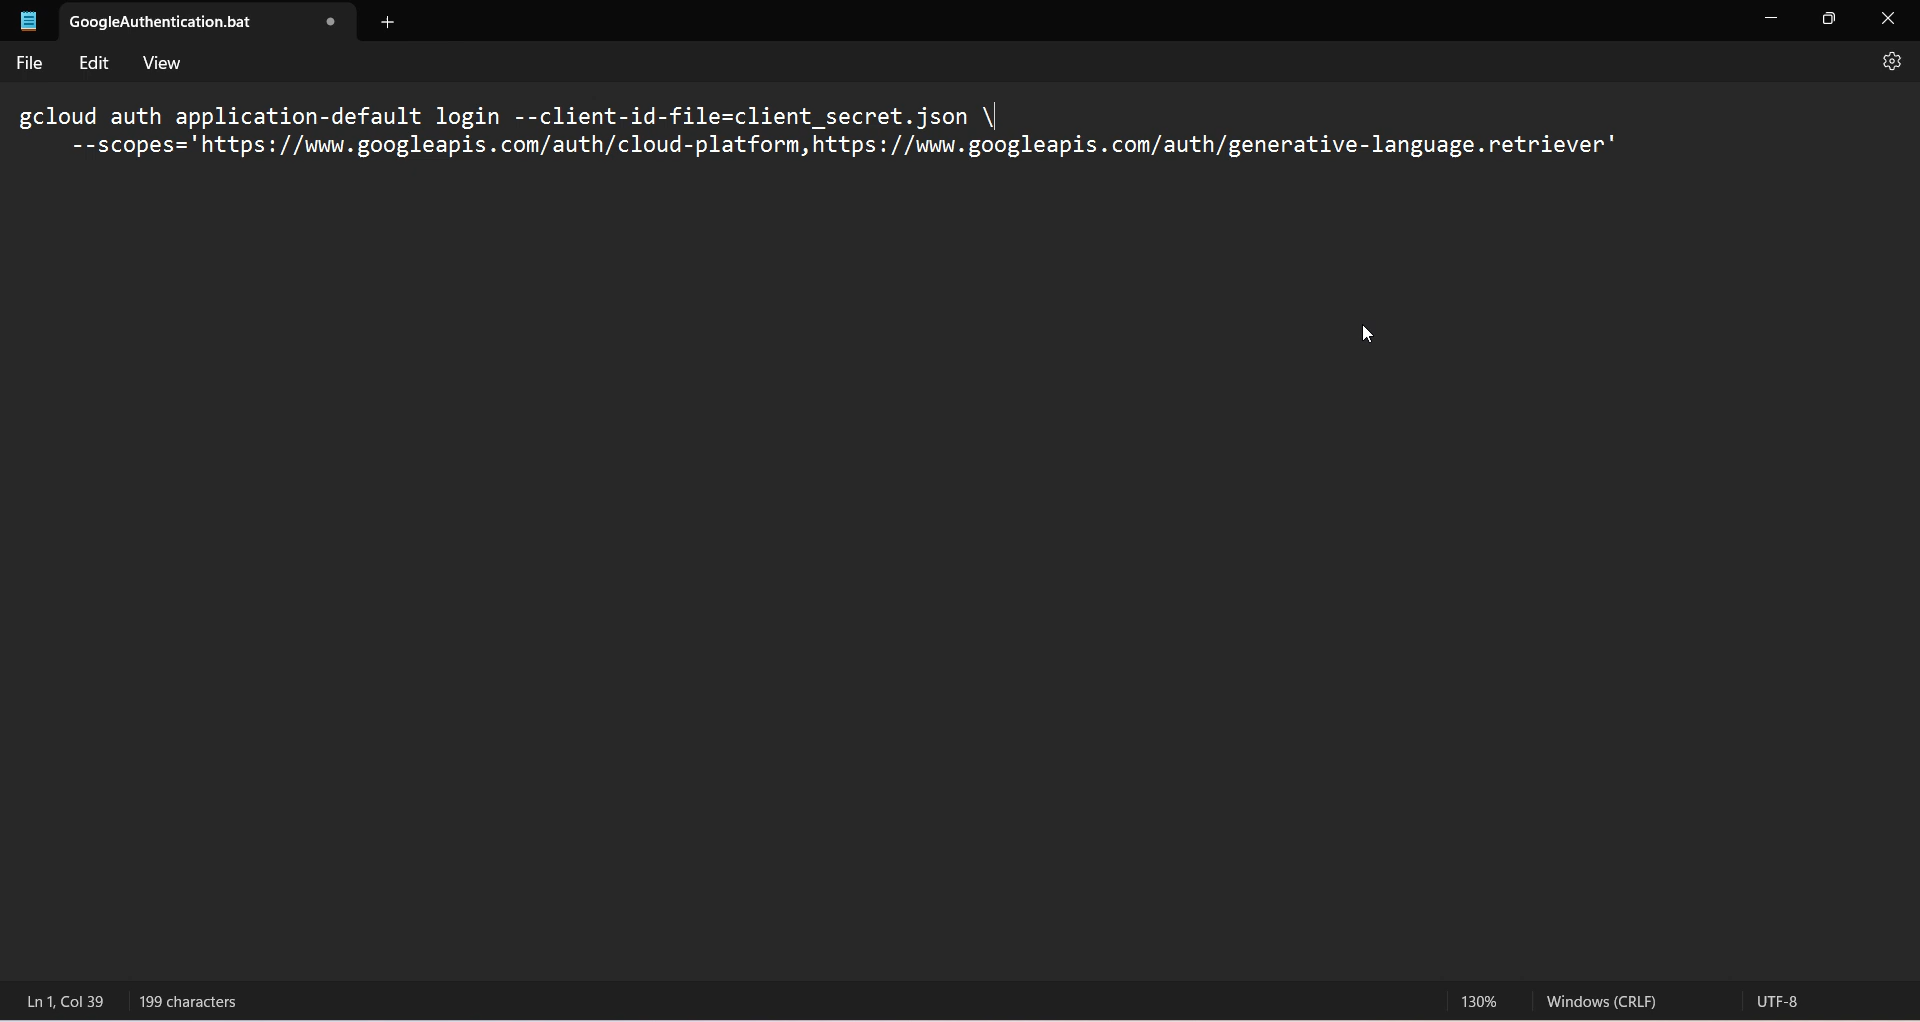 GoogleAuthentication.bat
File Edit View
gcloud auth application-default login --client-id-file=client_secret.json \
--scopes='https://www.googleapis.com/auth/cloud-platform,https://www.googleapis.com/auth/generative-language.retriever'
Ln 1, Col 39 199 characters 130% Windows (CRLF) UTF-8